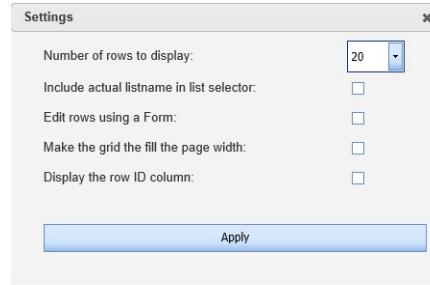 Settings
Number of rows to display: 20
Include actual listname in list selector:
Edit rows using a Form:
Make the grid the fill the page width:
Display the row ID column:
Apply